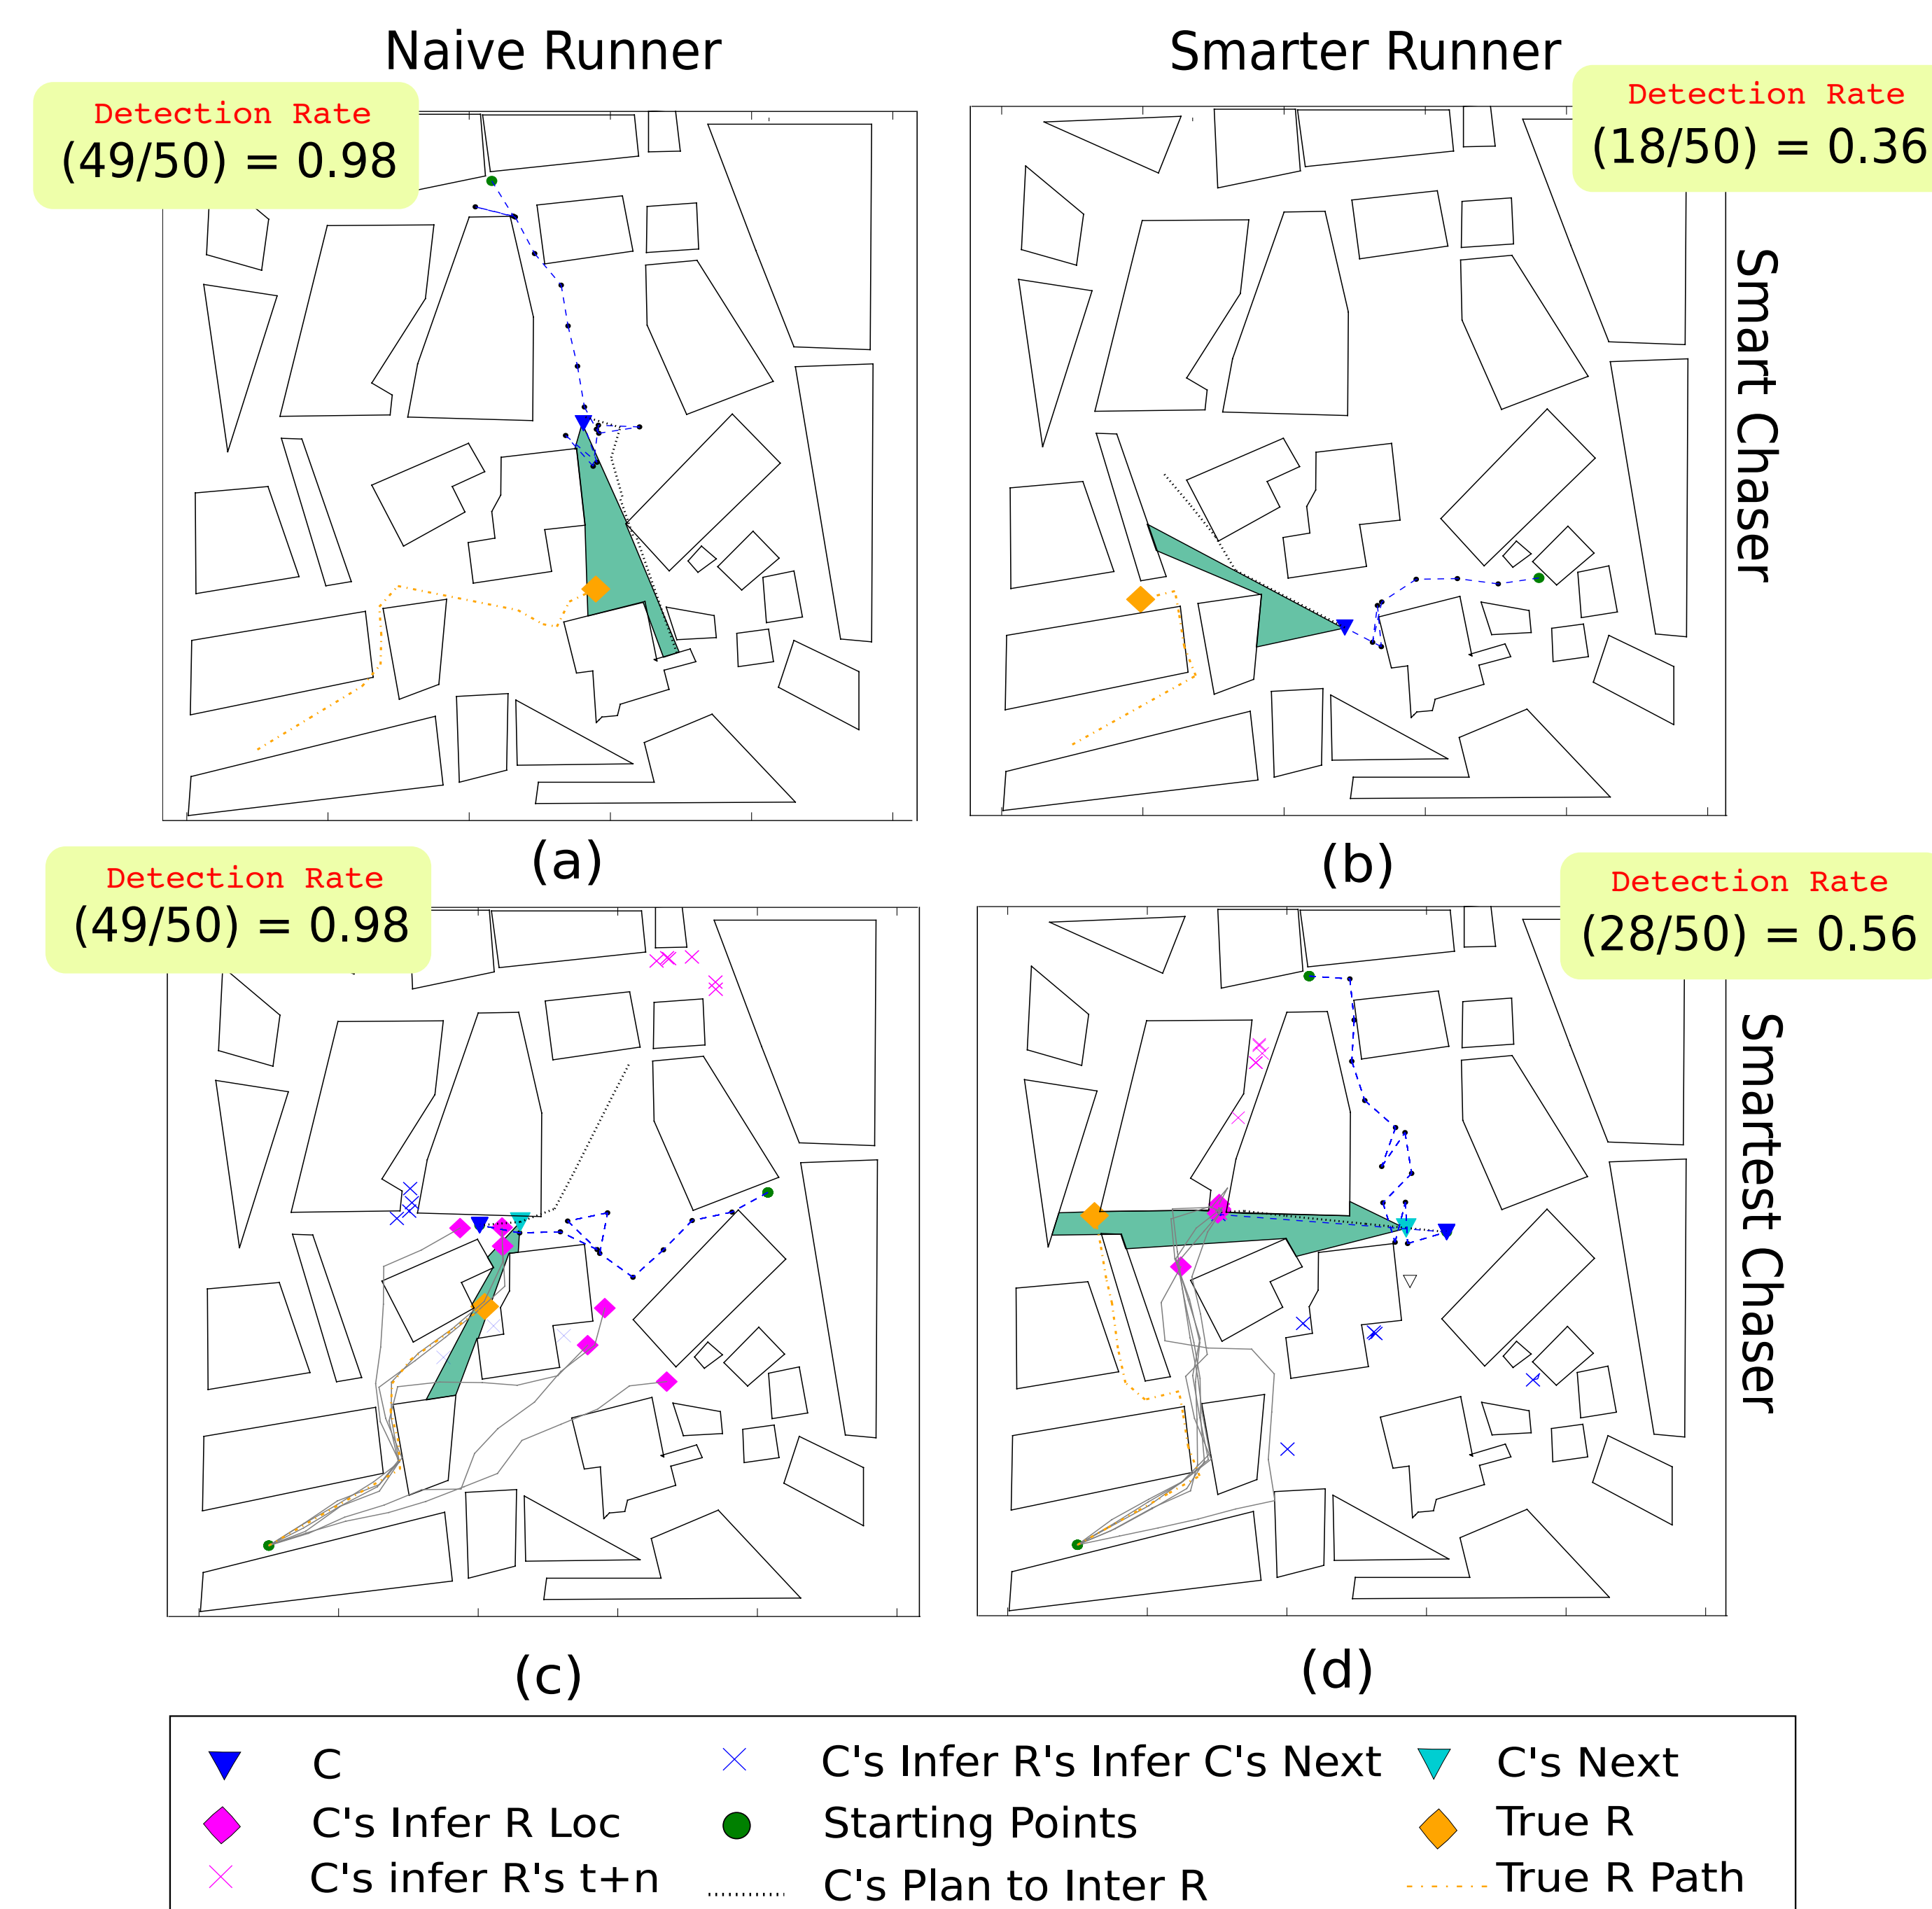 Naive Runner
Smarter Runner
Detection Rate
(49/50) = 0.98
Detection Rate
(18/50) = 0.36
Smart Chaser
(a)
(b)
Detection Rate
(49/50) = 0.98
Detection Rate
(28/50) = 0.56
Smartest Chaser
(c)
(d)
C
C's Infer R's Infer C's Next
C's Next
C's Infer R Loc
Starting Points
True R
C's infer R's t+n
C's Plan to Inter R
True R Path